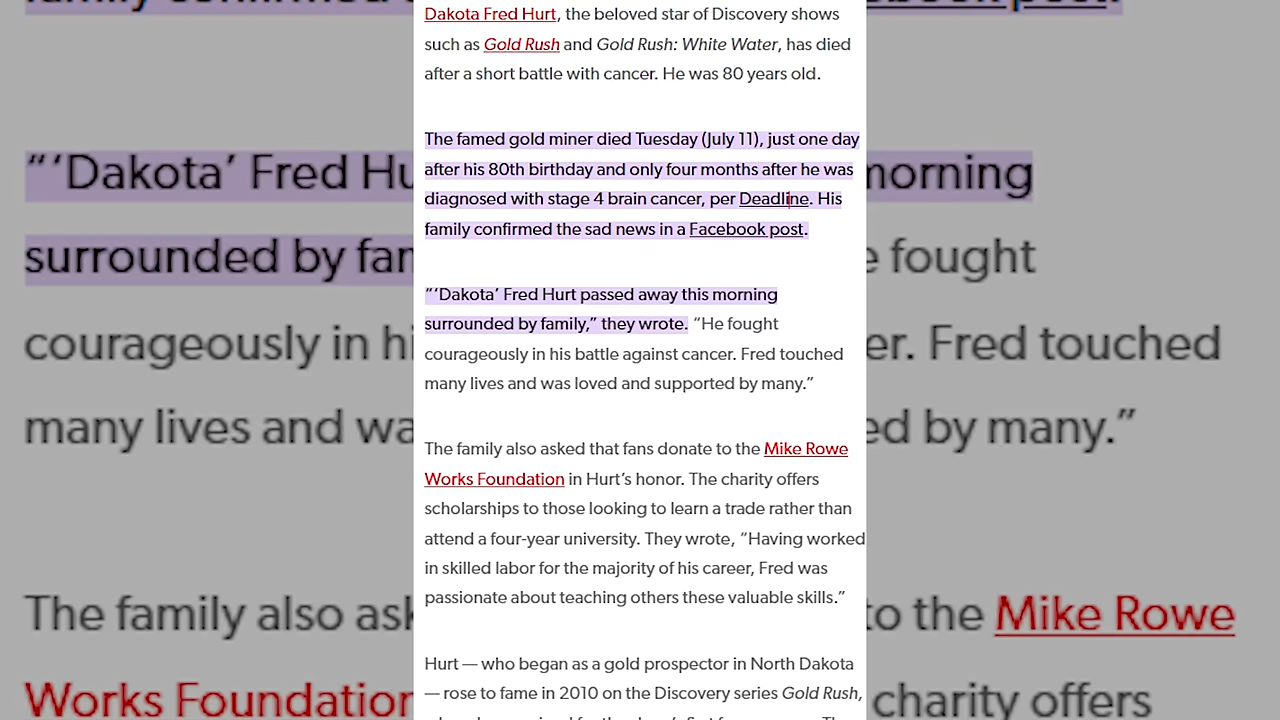 Dakota Fred Hurt, the beloved star of Discovery shows
such as Gold Rush and Gold Rush: White Water, has died
after a short battle with cancer. He was 80 years old.
The famed gold miner died Tuesday (July 11), just one day
after his 80th birthday and only four months after he was
diagnosed with stage 4 brain cancer, per Deadline. His
family confirmed the sad news in a Facebook post.
“‘Dakota’ Fred Hurt passed away this morning
surrounded by family,” they wrote. “He fought
courageously in his battle against cancer. Fred touched
many lives and was loved and supported by many.”
The family also asked that fans donate to the Mike Rowe
Works Foundation in Hurt’s honor. The charity offers
scholarships to those looking to learn a trade rather than
attend a four-year university. They wrote, “Having worked
in skilled labor for the majority of his career, Fred was
passionate about teaching others these valuable skills.”
Hurt — who began as a gold prospector in North Dakota
— rose to fame in 2010 on the Discovery series Gold Rush,
“‘Dakota’ Fred Hu morning
surrounded by fan e fought
courageously in hi er. Fred touched
many lives and wa ed by many.”
The family also ask to the Mike Rowe
Works Foundation charity offers